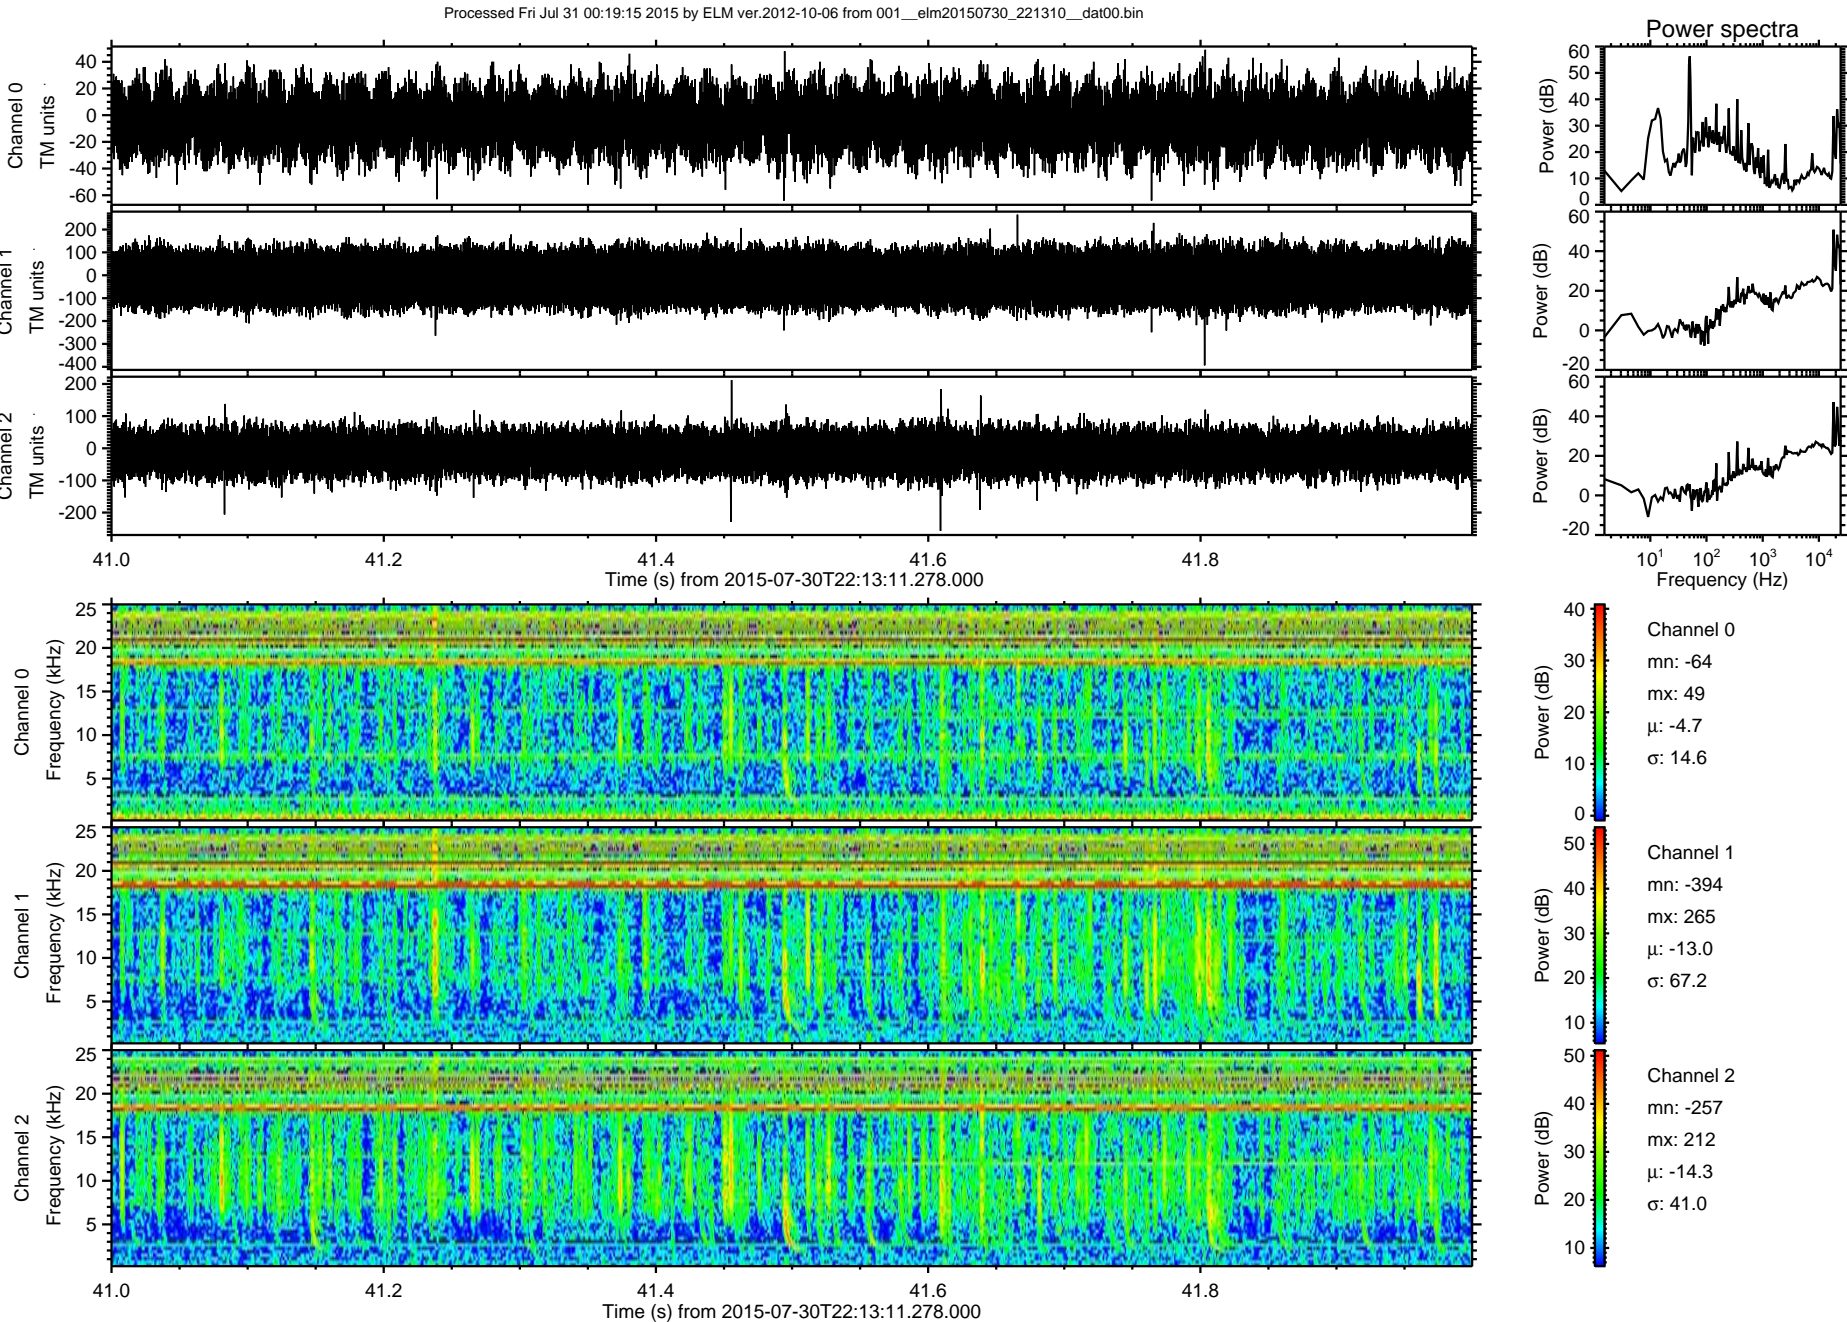 Processed Fri Jul 31 00:19:15 2015 by ELM ver.2012-10-06 from 001__elm20150730_221310__dat00.bin
Power spectra
Channel 0
TM units
40
20
0
-20
-40
-60
Power (dB)
60
50
40
30
20
10
0
Channel 1
TM units
200
100
0
-100
-200
-300
-400
Power (dB)
60
40
20
0
-20
Channel 2
TM units
200
100
0
-100
-200
Power (dB)
60
40
20
0
-20
41.0 41.2 41.4 41.6 41.8
Time (s) from 2015-07-30T22:13:11.278.000
10^1 10^2 10^3 10^4
Frequency (Hz)
Channel 0
Frequency (kHz)
25
20
15
10
5
Power (dB)
40
30
20
10
0
Channel 0
mn: -64
mx: 49
μ: -4.7
σ: 14.6
Channel 1
Frequency (kHz)
25
20
15
10
5
Power (dB)
50
40
30
20
10
Channel 1
mn: -394
mx: 265
μ: -13.0
σ: 67.2
Channel 2
Frequency (kHz)
25
20
15
10
5
Power (dB)
50
40
30
20
10
Channel 2
mn: -257
mx: 212
μ: -14.3
σ: 41.0
41.0 41.2 41.4 41.6 41.8
Time (s) from 2015-07-30T22:13:11.278.000